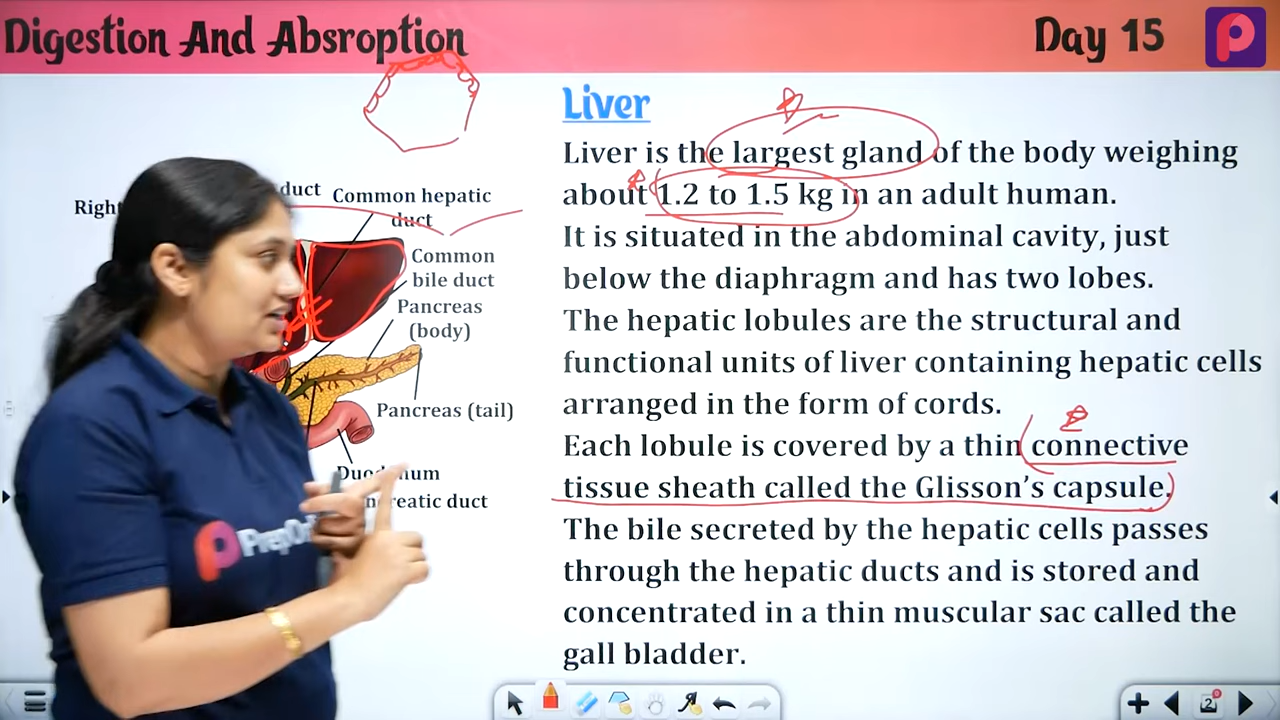 Digestion And Absroption
Day 15
Liver
Liver is the largest gland of the body weighing
about 1.2 to 1.5 kg in an adult human.
It is situated in the abdominal cavity, just
below the diaphragm and has two lobes.
The hepatic lobules are the structural and
functional units of liver containing hepatic cells
arranged in the form of cords.
Each lobule is covered by a thin connective
tissue sheath called the Glisson's capsule.
The bile secreted by the hepatic cells passes
through the hepatic ducts and is stored and
concentrated in a thin muscular sac called the
gall bladder.
Right
duct
Common hepatic
duct
Common
bile duct
Pancreas
(body)
Pancreas (tail)
Duodenum
duct
2